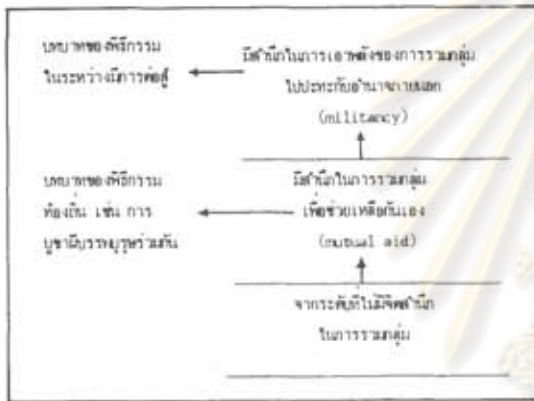 บทบาทของพิธีกรรม
ในระหว่างมีการต่อสู้
มีสำนึกในการเอาพลังของการรวมกลุ่ม
ไปปะทะกับอำนาจภายนอก
(militancy)
บทบาทของพิธีกรรม
ท้องถิ่น เช่น การ
บูชาผีบรรพบุรุษร่วมกัน
มีสำนึกในการรวมกลุ่ม
เพื่อช่วยเหลือกันเอง
(mutual aid)
จากระดับที่ไม่มีจิตสำนึก
ในการรวมกลุ่ม